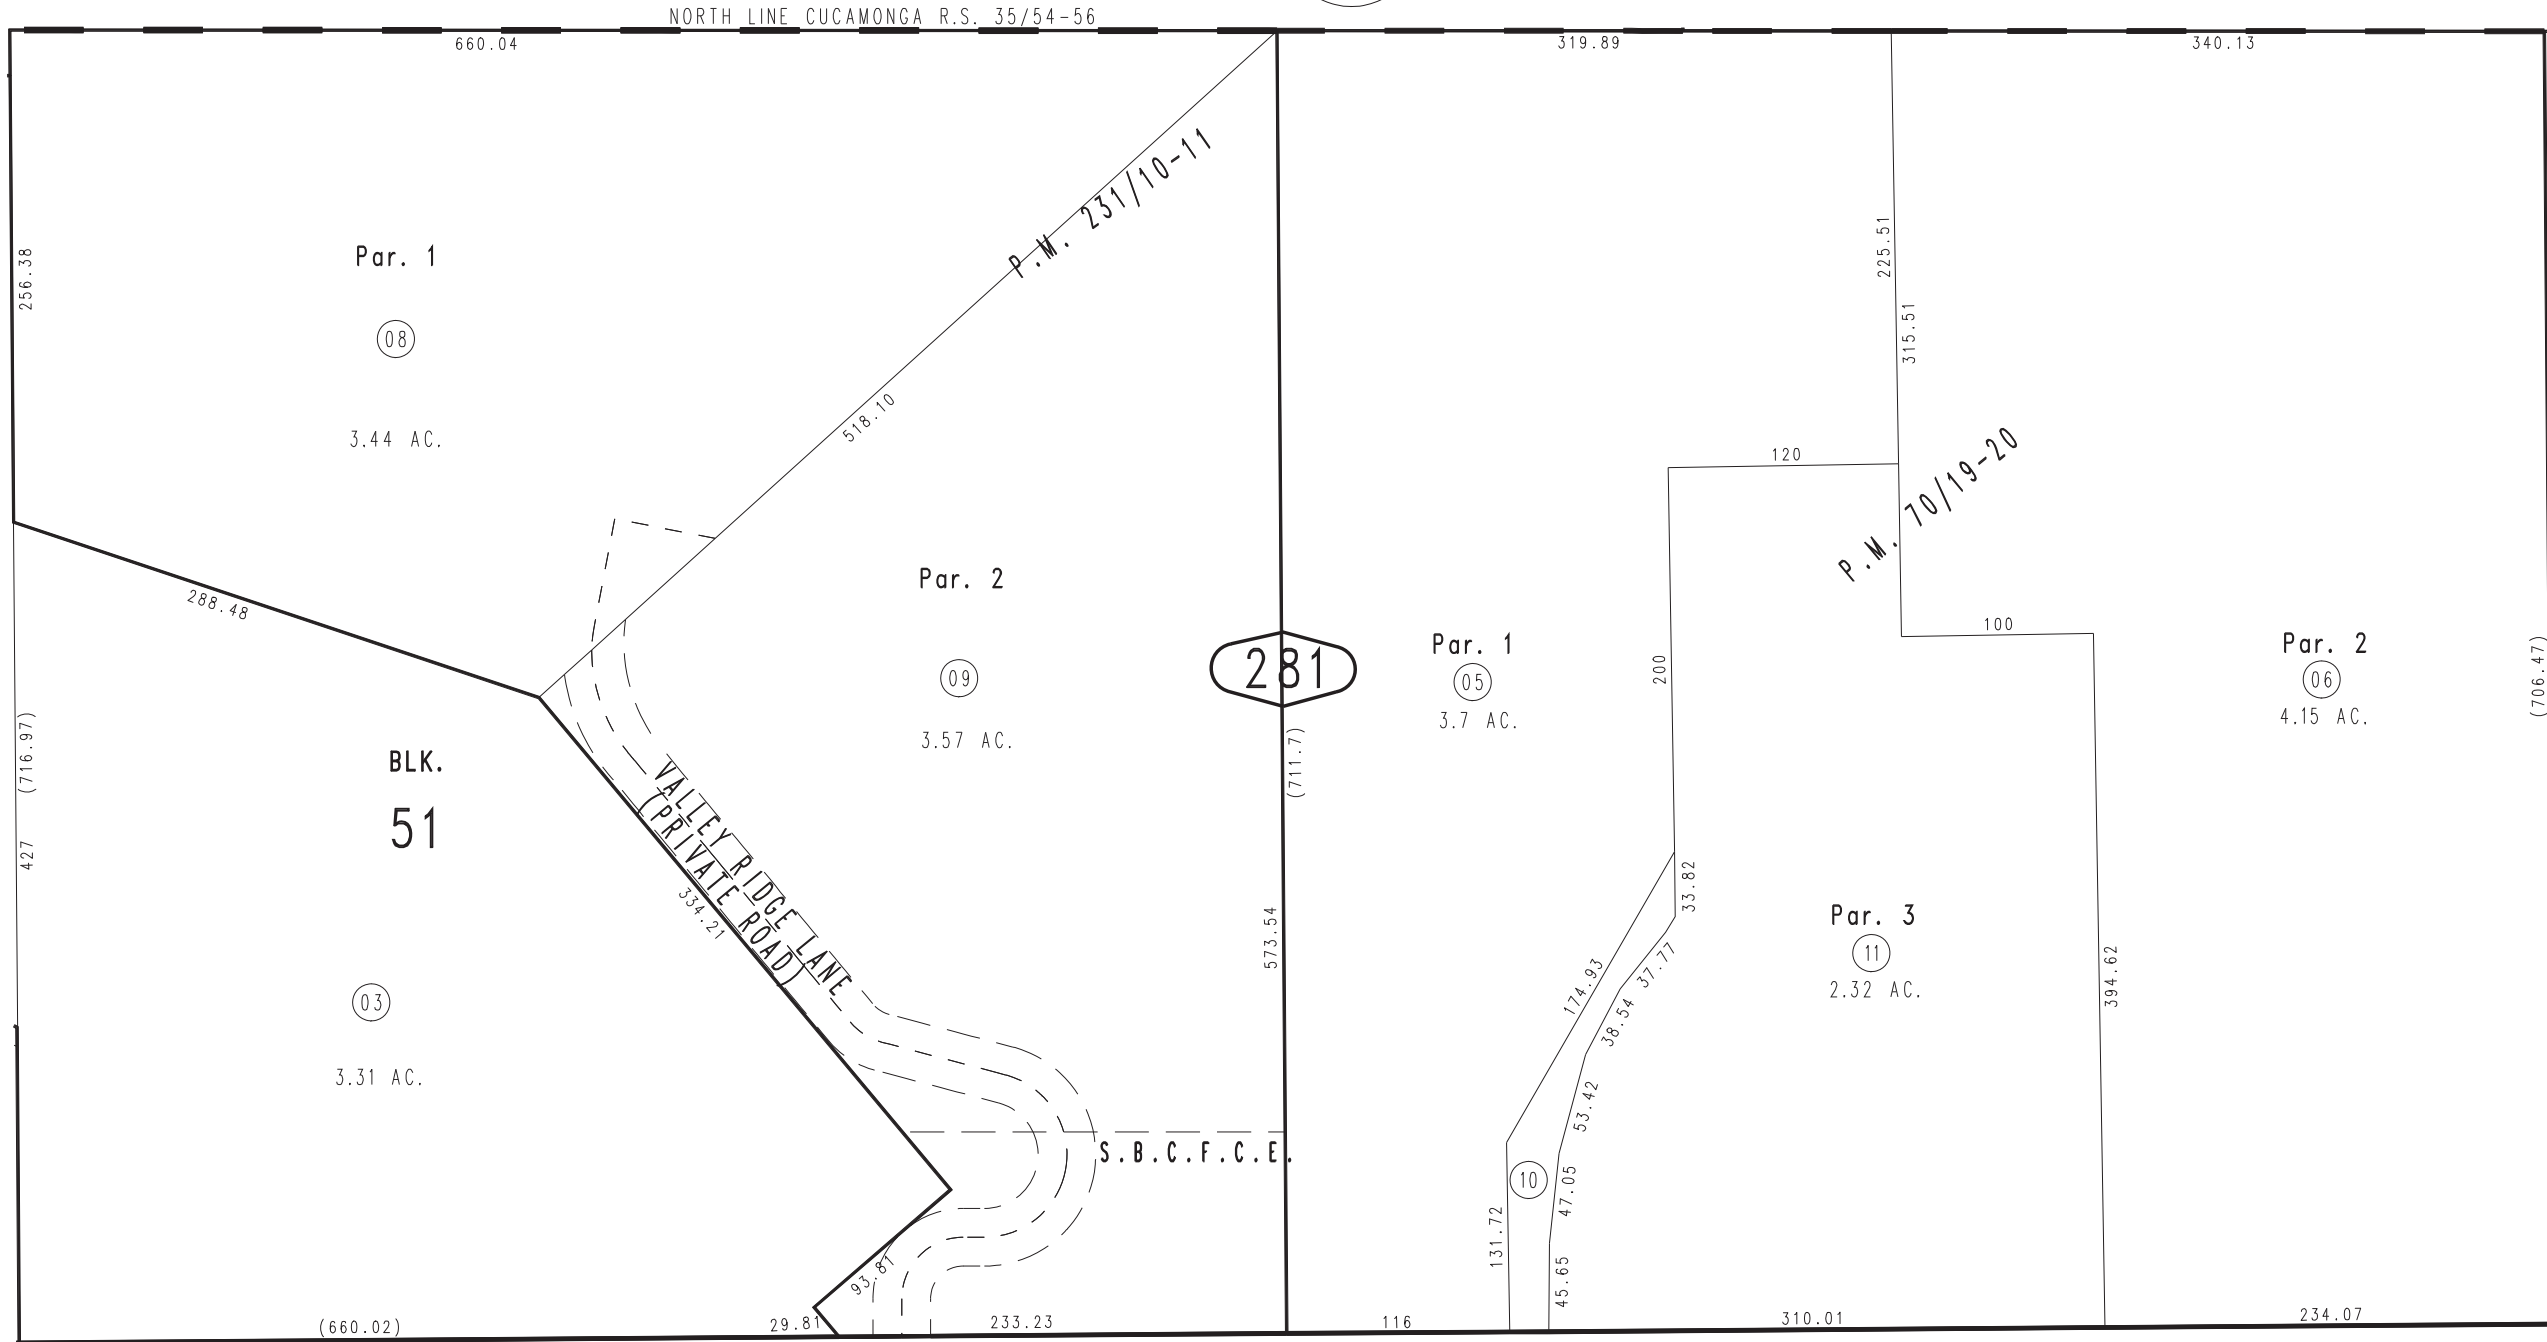 NORTH LINE CUCAMONGA R.S. 35/54-56
660.04
319.89
340.13
P.M. 231/10-11
256.38
Par. 1
08
3.44 AC.
518.10
225.51
315.51
120
P.M. 70/19-20
288.48
Par. 2
09
3.57 AC.
281
Par. 1
05
3.7 AC.
200
100
Par. 2
06
4.15 AC.
(706.47)
(716.97)
(711.7)
BLK.
51
427
VALLEY RIDGE LANE
(PRIVATE ROAD)
334.21
573.54
33.82
Par. 3
11
2.32 AC.
174.93
37.77
38.54
394.62
03
3.31 AC.
53.42
S.B.C.F.C.E.
10
47.05
131.72
93.87
45.65
(660.02)
29.81
233.23
116
310.01
234.07